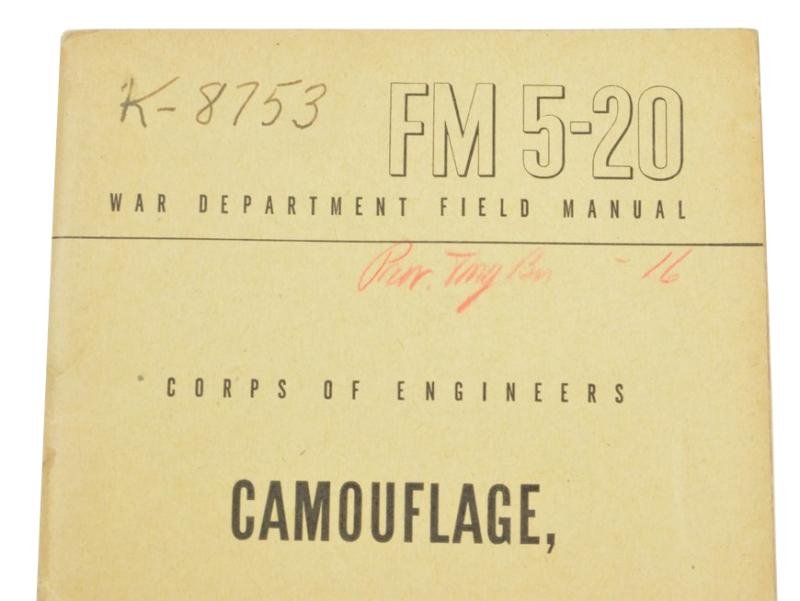 K-8753
FM 5-20
WAR DEPARTMENT FIELD MANUAL
- 16
CORPS OF ENGINEERS
CAMOUFLAGE,